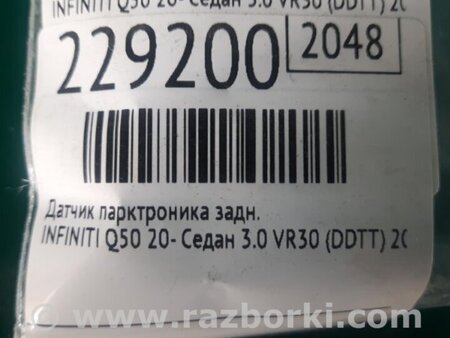 INFINITI Q50 20- Седан 3.0 VR30 (DDTT) 20
229200 2048
Датчик парктроника задн.
INFINITI Q50 20- Седан 3.0 VR30 (DDTT) 20
www.razborki.com